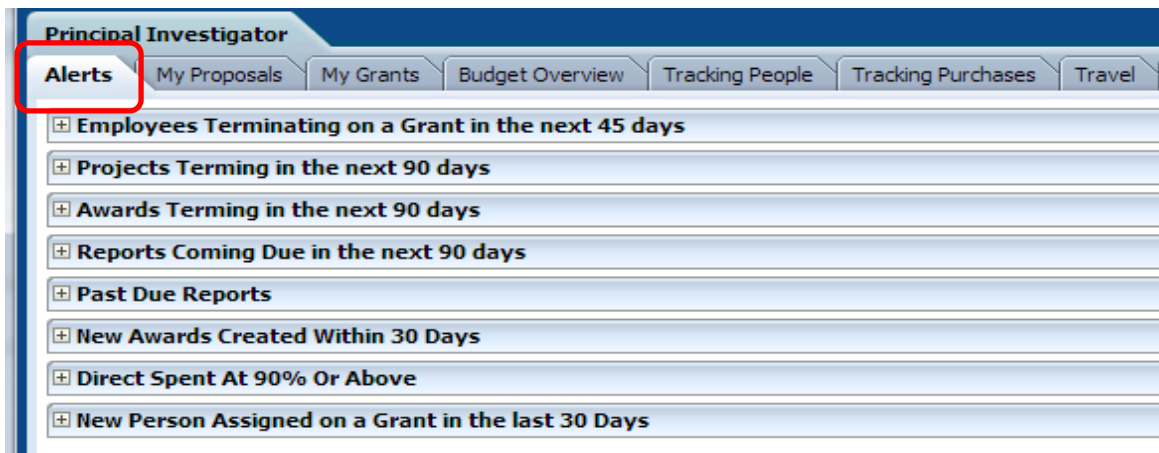 Principal Investigator
Alerts My Proposals My Grants Budget Overview Tracking People Tracking Purchases Travel
Employees Terminating on a Grant in the next 45 days
Projects Terming in the next 90 days
Awards Terming in the next 90 days
Reports Coming Due in the next 90 days
Past Due Reports
New Awards Created Within 30 Days
Direct Spent At 90% Or Above
New Person Assigned on a Grant in the last 30 Days